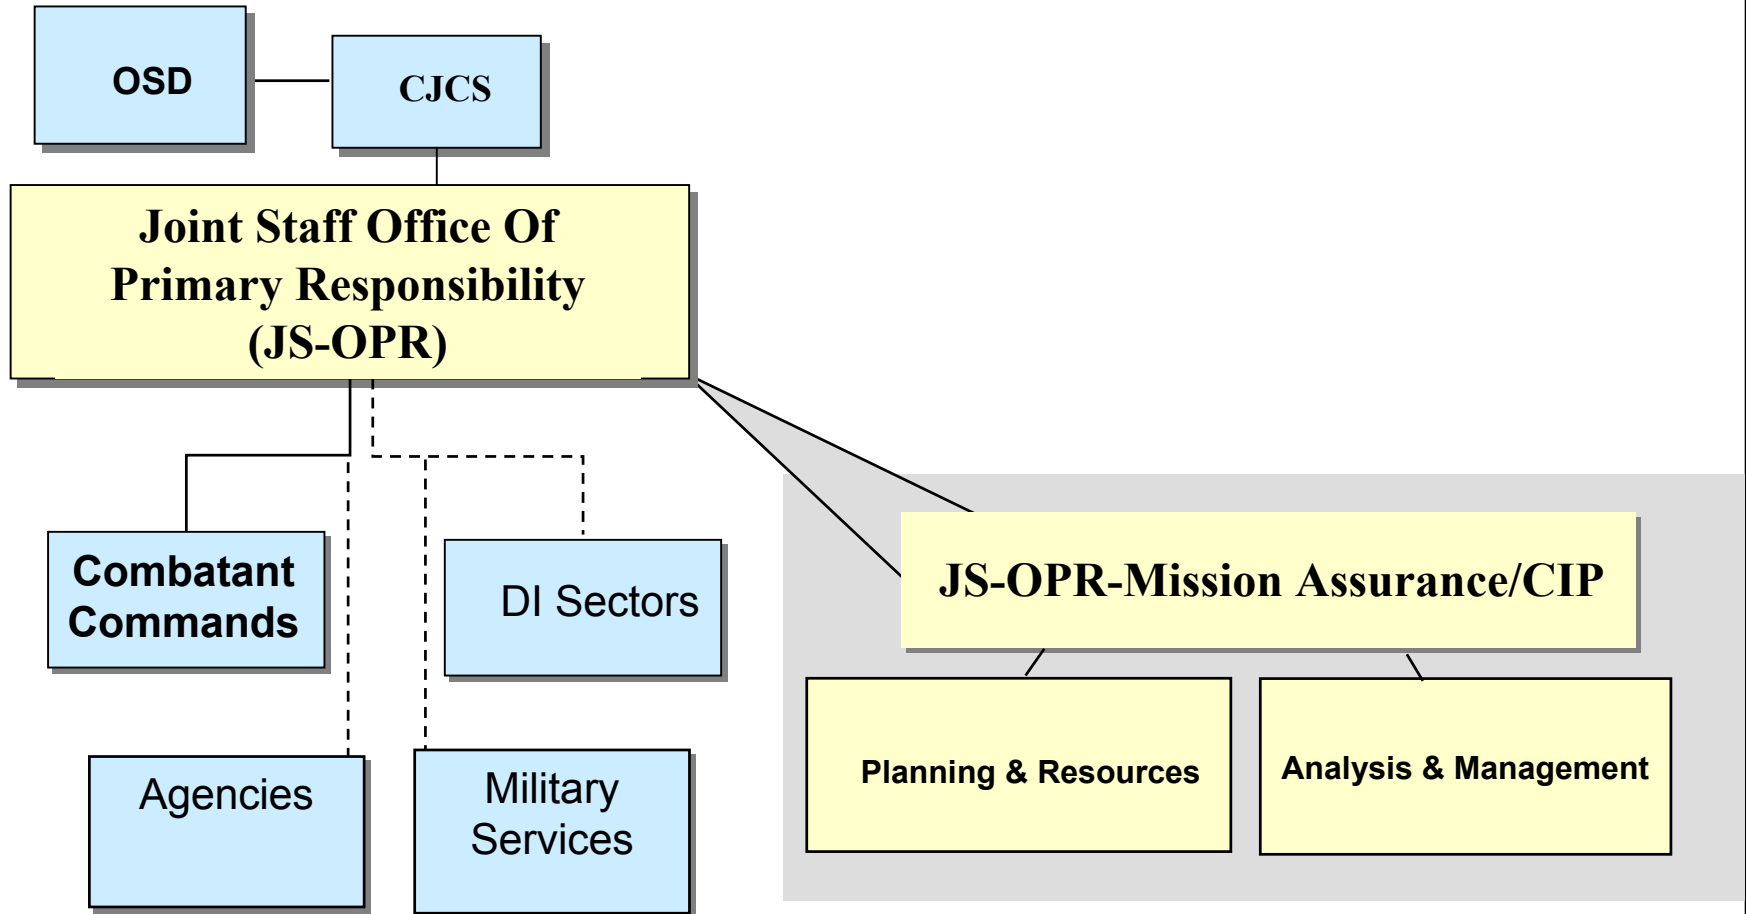 OSD
CJCS
Joint Staff Office Of
Primary Responsibility
(JS-OPR)
Combatant
Commands
DI Sectors
JS-OPR-Mission Assurance/CIP
Agencies
Military
Services
Planning & Resources
Analysis & Management